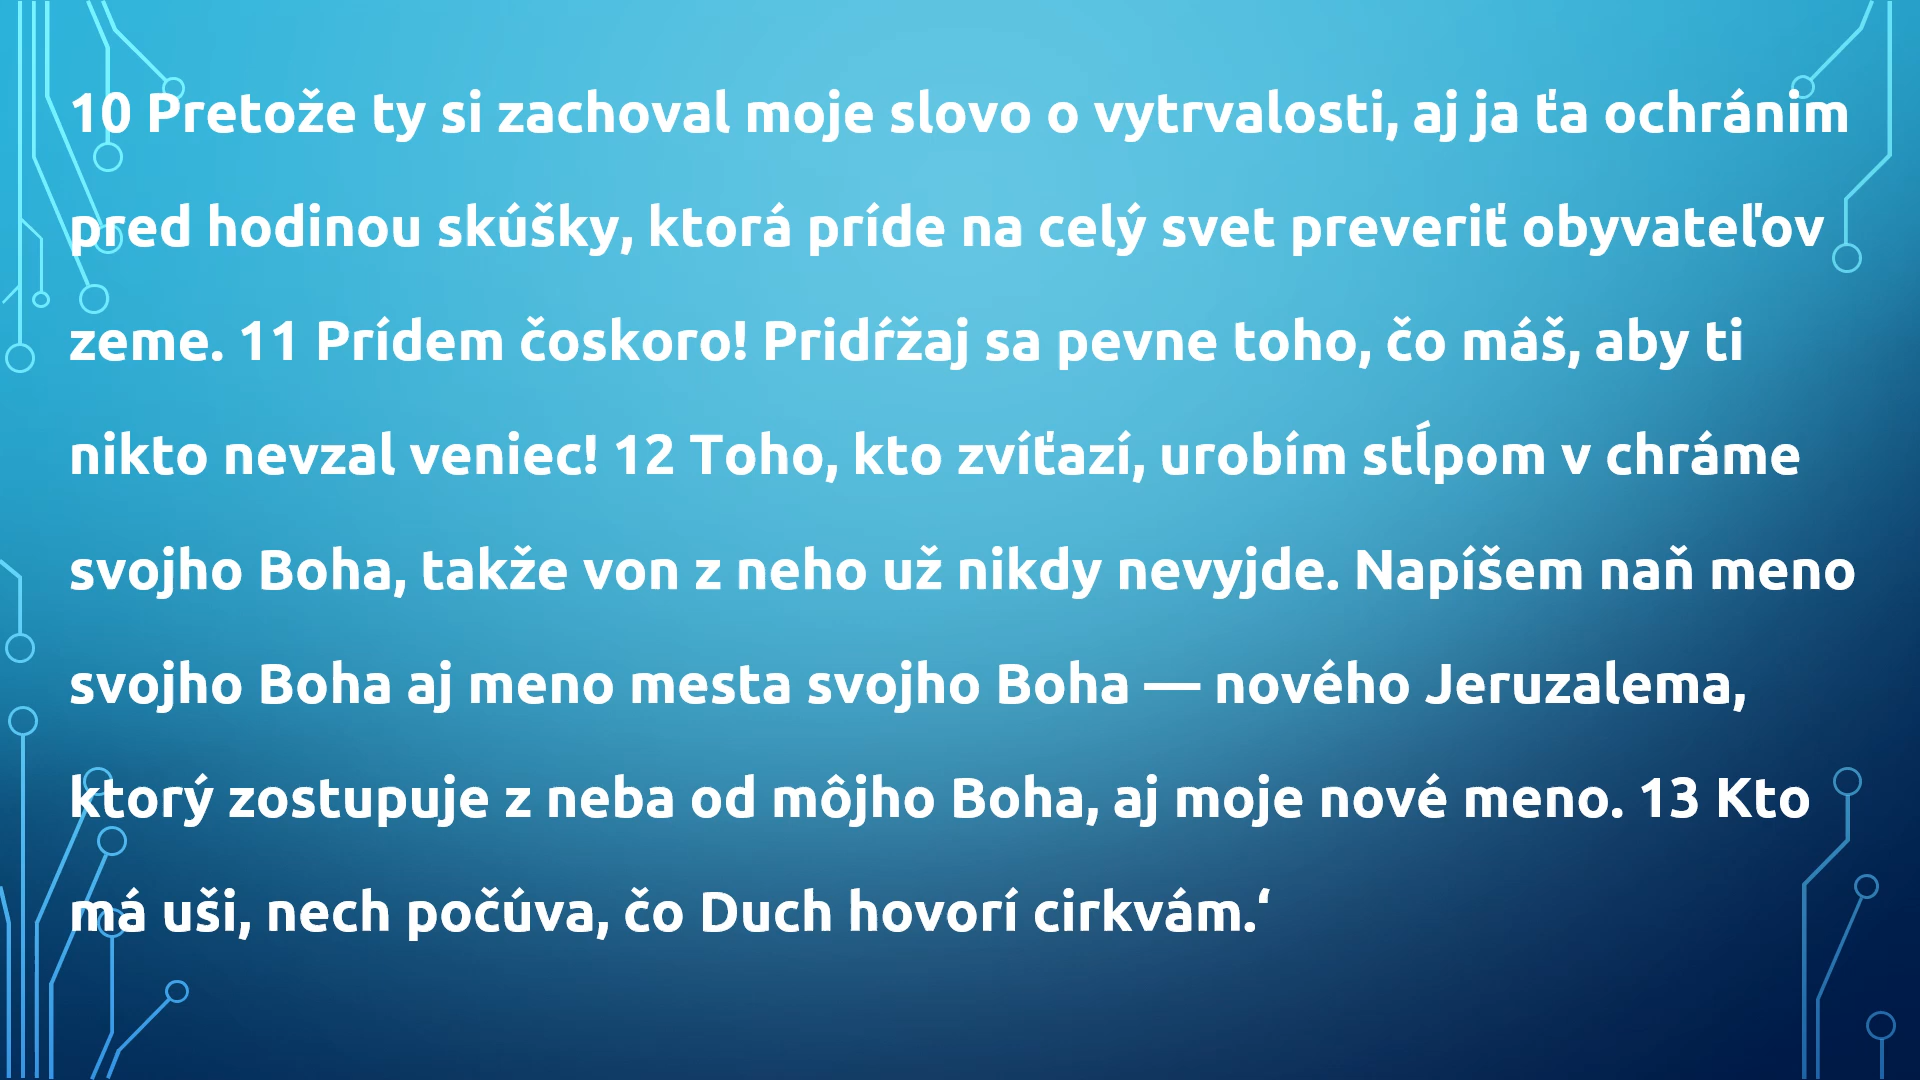 10 Pretože ty si zachoval moje slovo o vytrvalosti, aj ja ťa ochránim
pred hodinou skúšky, ktorá príde na celý svet preveriť obyvateľov
zeme. 11 Prídem čoskoro! Pridŕžaj sa pevne toho, čo máš, aby ti
nikto nevzal veniec! 12 Toho, kto zvíťazí, urobím stĺpom v chráme
svojho Boha, takže von z neho už nikdy nevyjde. Napíšem naň meno
svojho Boha aj meno mesta svojho Boha — nového Jeruzalema,
ktorý zostupuje z neba od môjho Boha, aj moje nové meno. 13 Kto
má uši, nech počúva, čo Duch hovorí cirkvám.‘